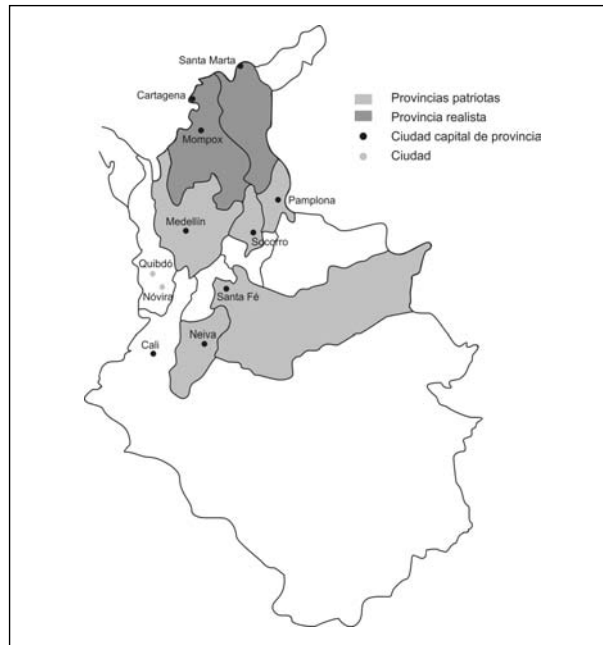 Santa Marta
Cartagena
Mompox
Provincias patriotas
Provincia realista
Ciudad capital de provincia
Ciudad
Pamplona
Medellín
Socorro
Quibdó
Nóvira
Santa Fé
Neiva
Cali